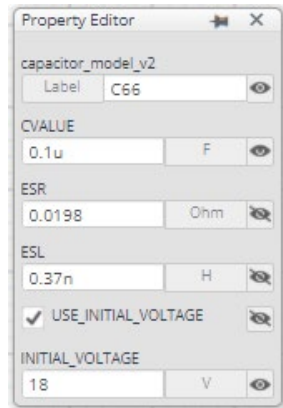 Property Editor
capacitor_model_v2
Label C66
CVALUE
0.1u F
ESR
0.0198 Ohm
ESL
0.37n H
USE_INITIAL_VOLTAGE
INITIAL_VOLTAGE
18 V